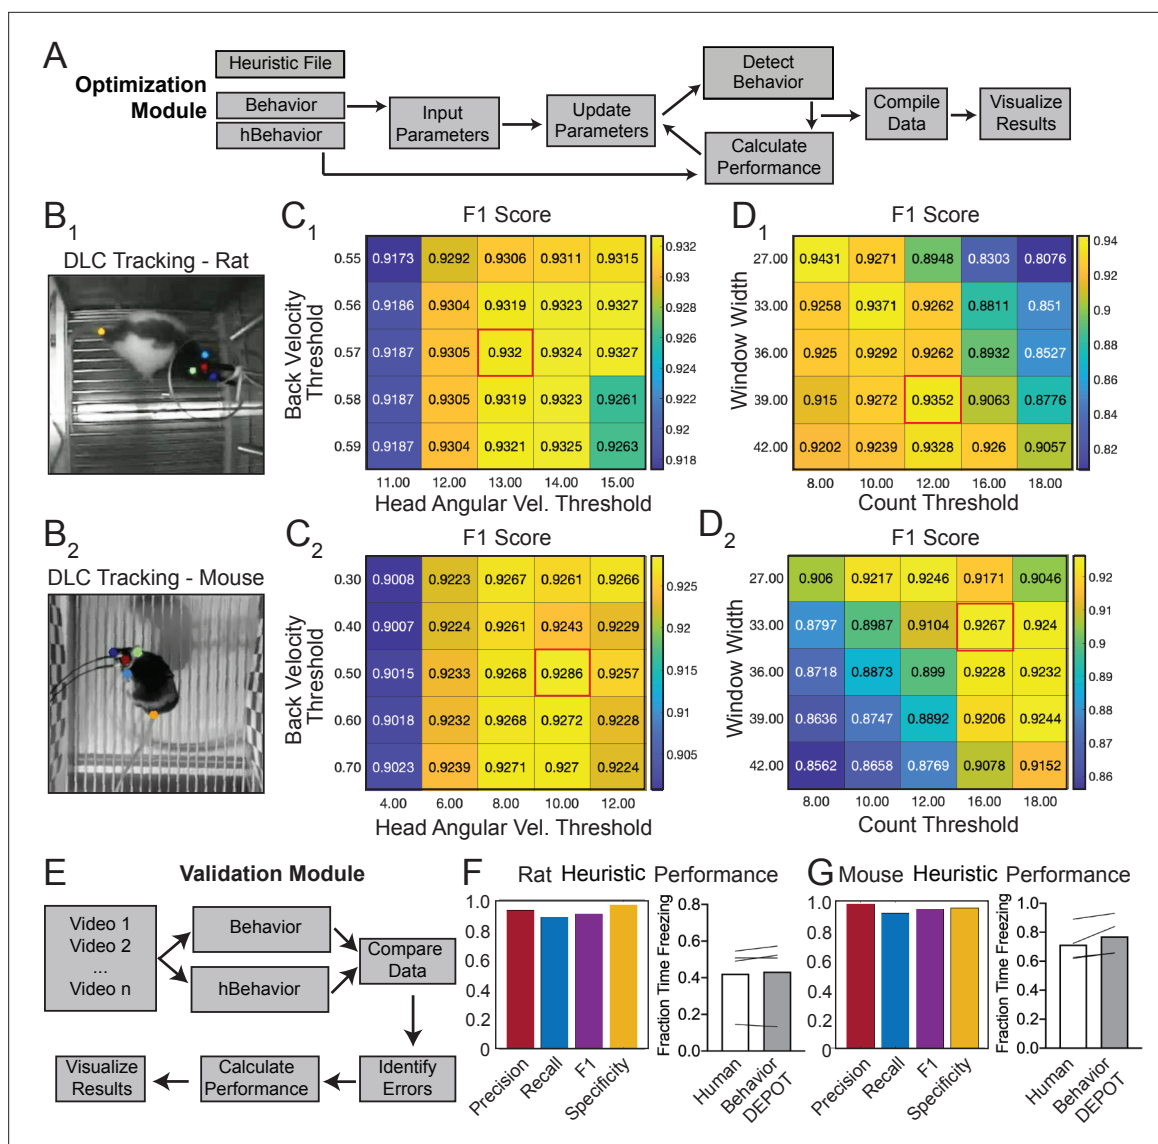 A
Optimization
Module
Heuristic File
Behavior
hBehavior
Input
Parameters
Update
Parameters
Detect
Behavior
Calculate
Performance
Compile
Data
Visualize
Results
B1
DLC Tracking - Rat
C1
F1 Score
Back Velocity
Threshold
0.55 0.9173 0.9292 0.9306 0.9311 0.9315
0.56 0.9186 0.9304 0.9319 0.9323 0.9327
0.57 0.9187 0.9305 0.932 0.9324 0.9327
0.58 0.9187 0.9305 0.9319 0.9323 0.9261
0.59 0.9187 0.9304 0.9321 0.9325 0.9263
11.00 12.00 13.00 14.00 15.00
Head Angular Vel. Threshold
0.932
0.93
0.928
0.926
0.924
0.922
0.92
0.918
D1
F1 Score
Window Width
27.00 0.9431 0.9271 0.8948 0.8303 0.8076
33.00 0.9258 0.9371 0.9262 0.8811 0.851
36.00 0.925 0.9292 0.9262 0.8932 0.8527
39.00 0.915 0.9272 0.9352 0.9063 0.8776
42.00 0.9202 0.9239 0.9328 0.926 0.9057
8.00 10.00 12.00 16.00 18.00
Count Threshold
0.94
0.92
0.9
0.88
0.86
0.84
0.82
B2
DLC Tracking - Mouse
C2
F1 Score
Back Velocity
Threshold
0.30 0.9008 0.9223 0.9267 0.9261 0.9266
0.40 0.9007 0.9224 0.9261 0.9243 0.9229
0.50 0.9015 0.9233 0.9268 0.9286 0.9257
0.60 0.9018 0.9232 0.9268 0.9272 0.9228
0.70 0.9023 0.9239 0.9271 0.927 0.9224
4.00 6.00 8.00 10.00 12.00
Head Angular Vel. Threshold
0.925
0.92
0.915
0.91
0.905
D2
F1 Score
Window Width
27.00 0.906 0.9217 0.9246 0.9171 0.9046
33.00 0.8797 0.8987 0.9104 0.9267 0.924
36.00 0.8718 0.8873 0.899 0.9228 0.9232
39.00 0.8636 0.8747 0.8892 0.9206 0.9244
42.00 0.8562 0.8658 0.8769 0.9078 0.9152
8.00 10.00 12.00 16.00 18.00
Count Threshold
0.92
0.91
0.9
0.89
0.88
0.87
0.86
E
Validation Module
Video 1
Video 2
...
Video n
Behavior
hBehavior
Compare
Data
Identify
Errors
Calculate
Performance
Visualize
Results
F
Rat Heuristic Performance
1.0
0.8
0.6
0.4
0.2
0
Precision
Recall
F1
Specificity
Fraction Time Freezing
0.8
0.6
0.4
0.2
0.0
Human
Behavior
DEPOT
G
Mouse Heuristic Performance
1.0
0.8
0.6
0.4
0.2
0
Precision
Recall
F1
Specificity
Fraction Time Freezing
1.0
0.8
0.6
0.4
0.2
0.0
Human
Behavior
DEPOT